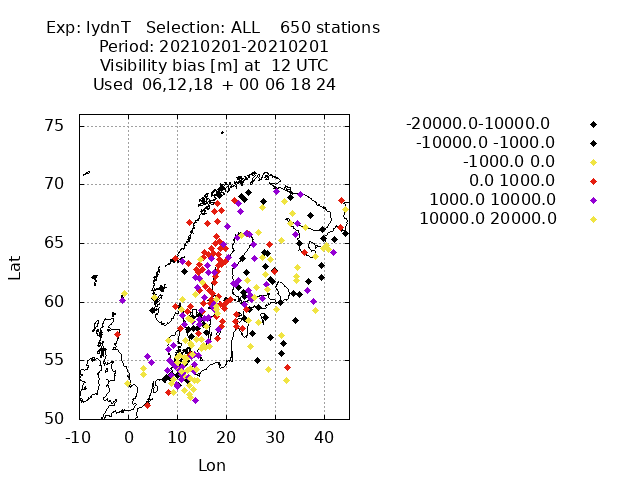 Exp: IydnT Selection: ALL 650 stations
Period: 20210201-20210201
Visibility bias [m] at 12 UTC
Used 06,12,18 + 00 06 18 24
-20000.0-10000.0
-10000.0 -1000.0
-1000.0 0.0
0.0 1000.0
1000.0 10000.0
10000.0 20000.0
75
70
65
60
55
50
Lat
-10 0 10 20 30 40
Lon